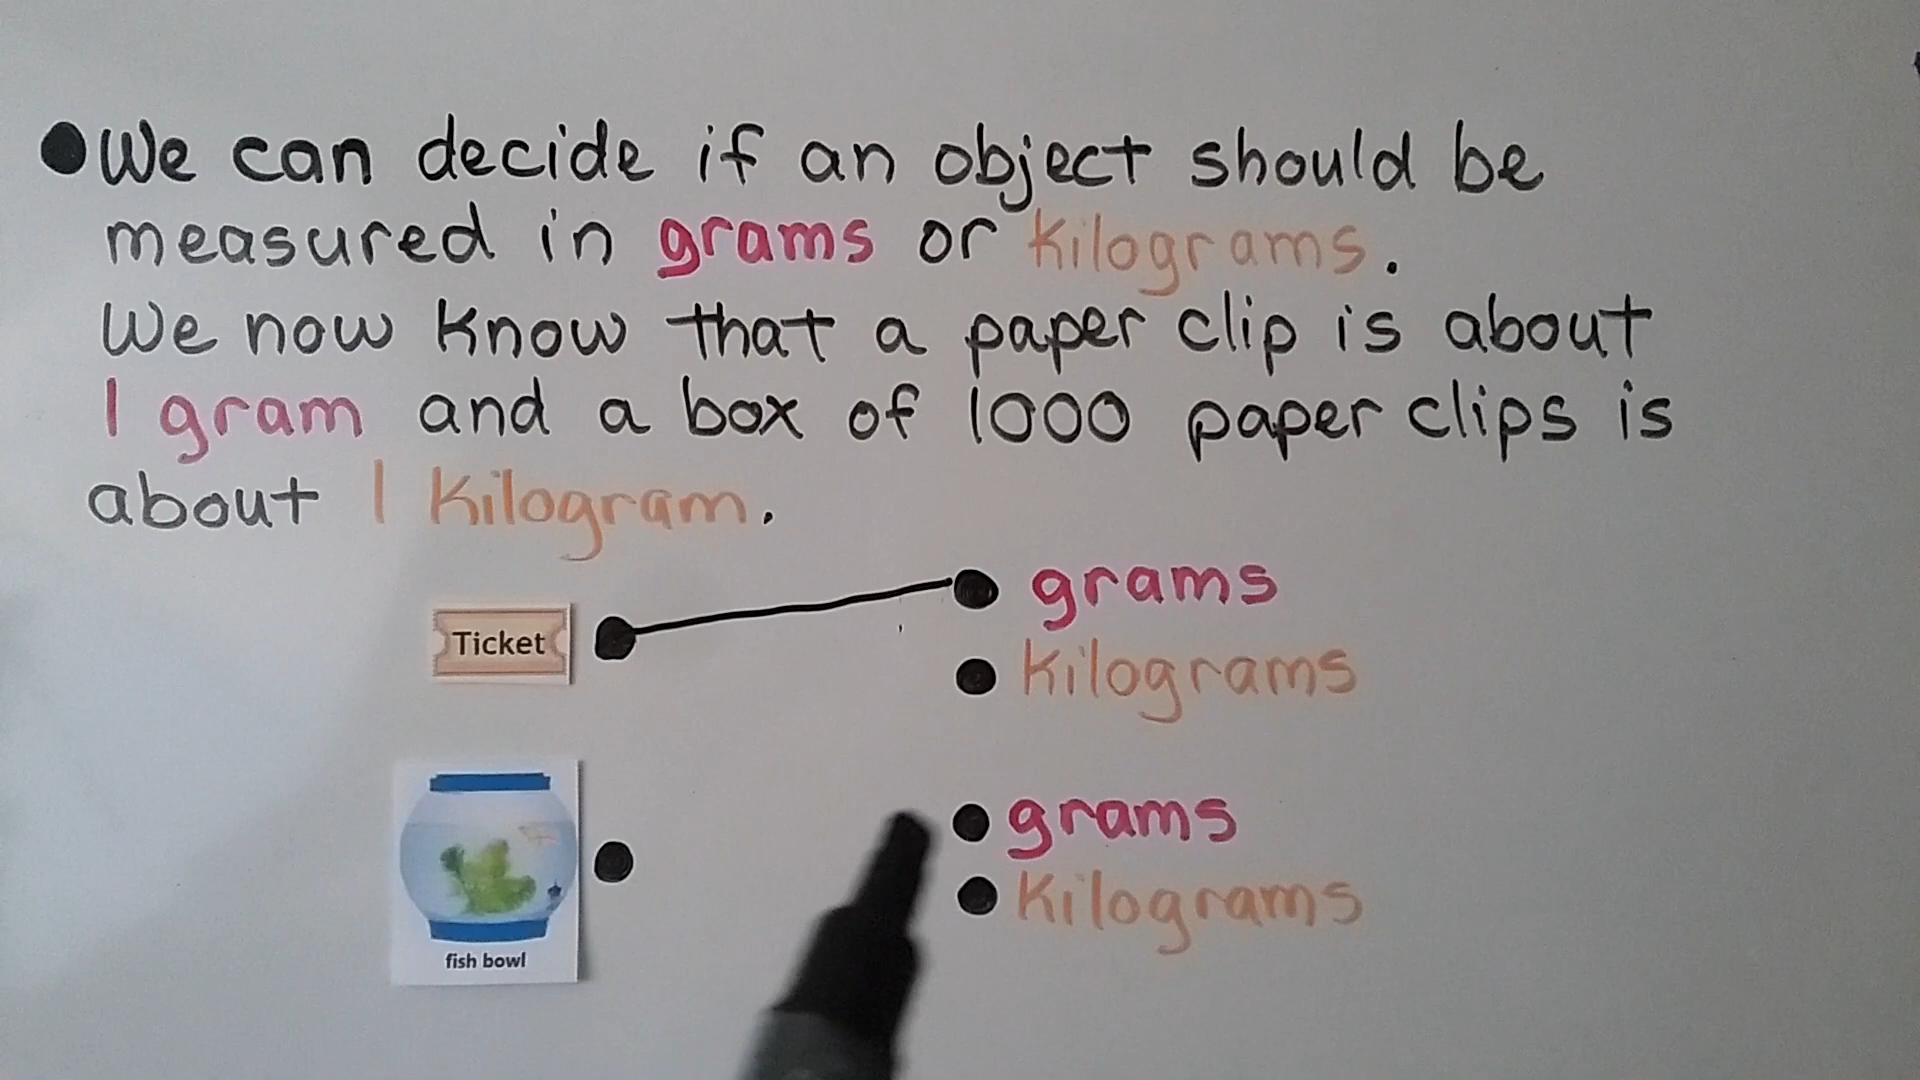 We can decide if an object should be
measured in grams or kilograms.
We now know that a paper clip is about
1 gram and a box of 1000 paper clips is
about 1 kilogram.
Ticket
grams
kilograms
fish bowl
grams
kilograms